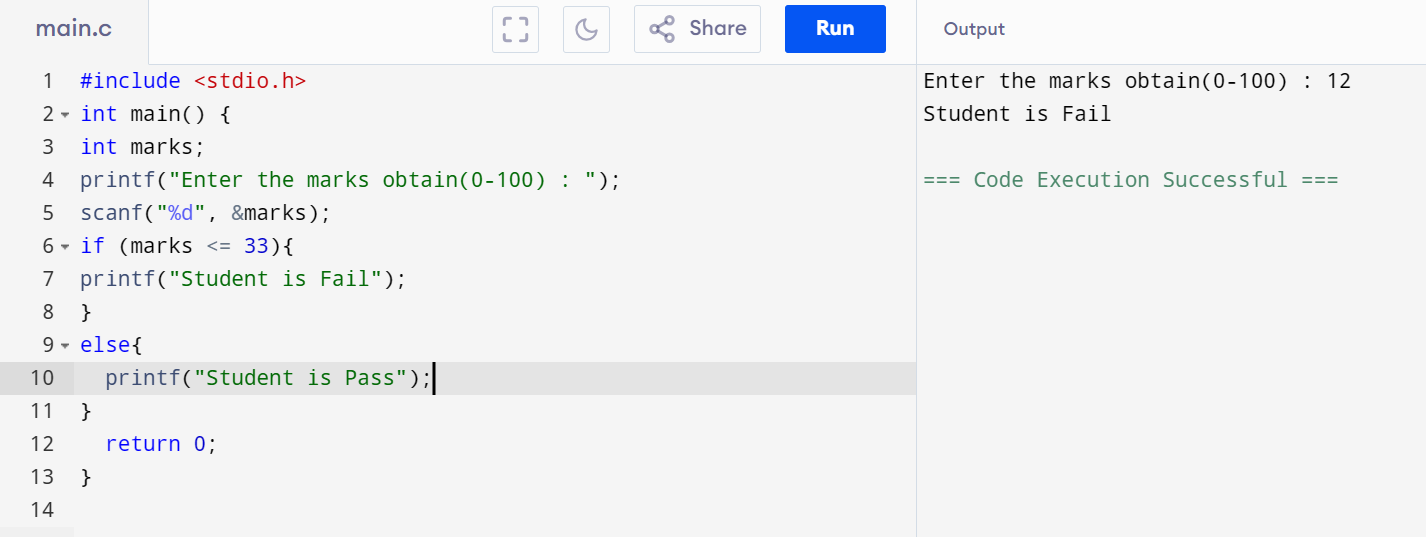 main.c
Share
Run
Output
1 #include <stdio.h>
2 int main() {
3 int marks;
4 printf("Enter the marks obtain(0-100) : ");
5 scanf("%d", &marks);
6 if (marks <= 33){
7 printf("Student is Fail");
8 }
9 else{
10   printf("Student is Pass");
11 }
12   return 0;
13 }
14
Enter the marks obtain(0-100) : 12
Student is Fail
=== Code Execution Successful ===